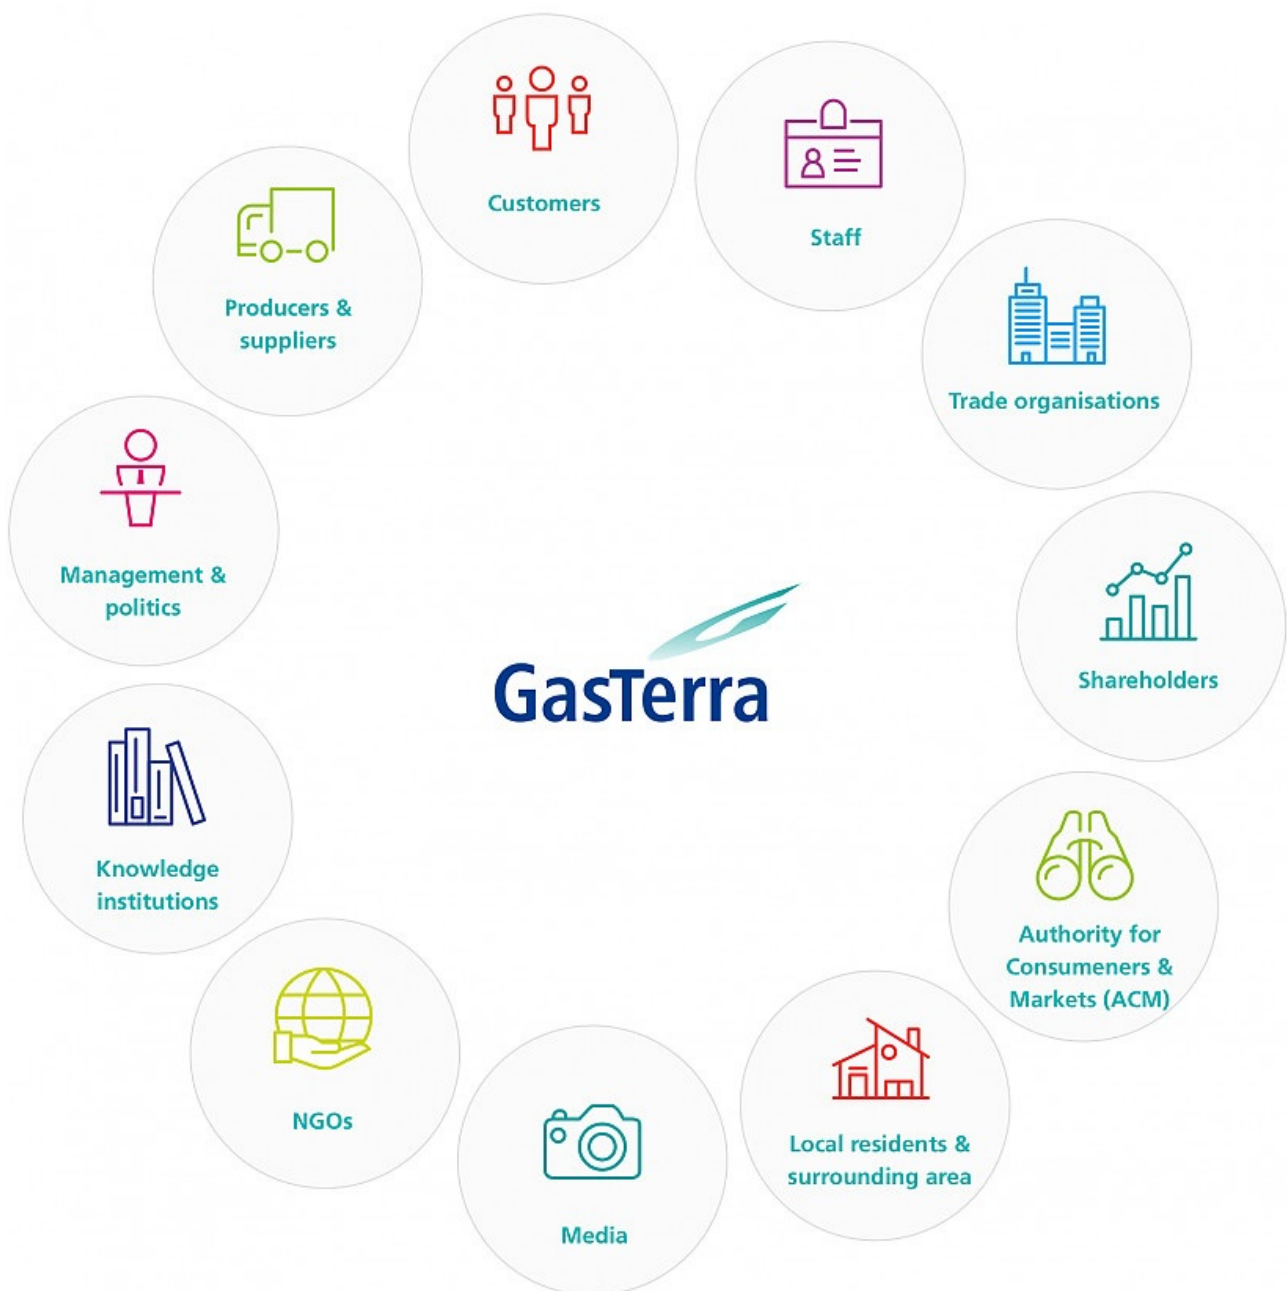 Customers
Staff
Producers &
suppliers
Trade organisations
Management &
politics
GasTerra
Shareholders
Knowledge
institutions
Authority for
Consumeners &
Markets (ACM)
NGOs
Local residents &
surrounding area
Media